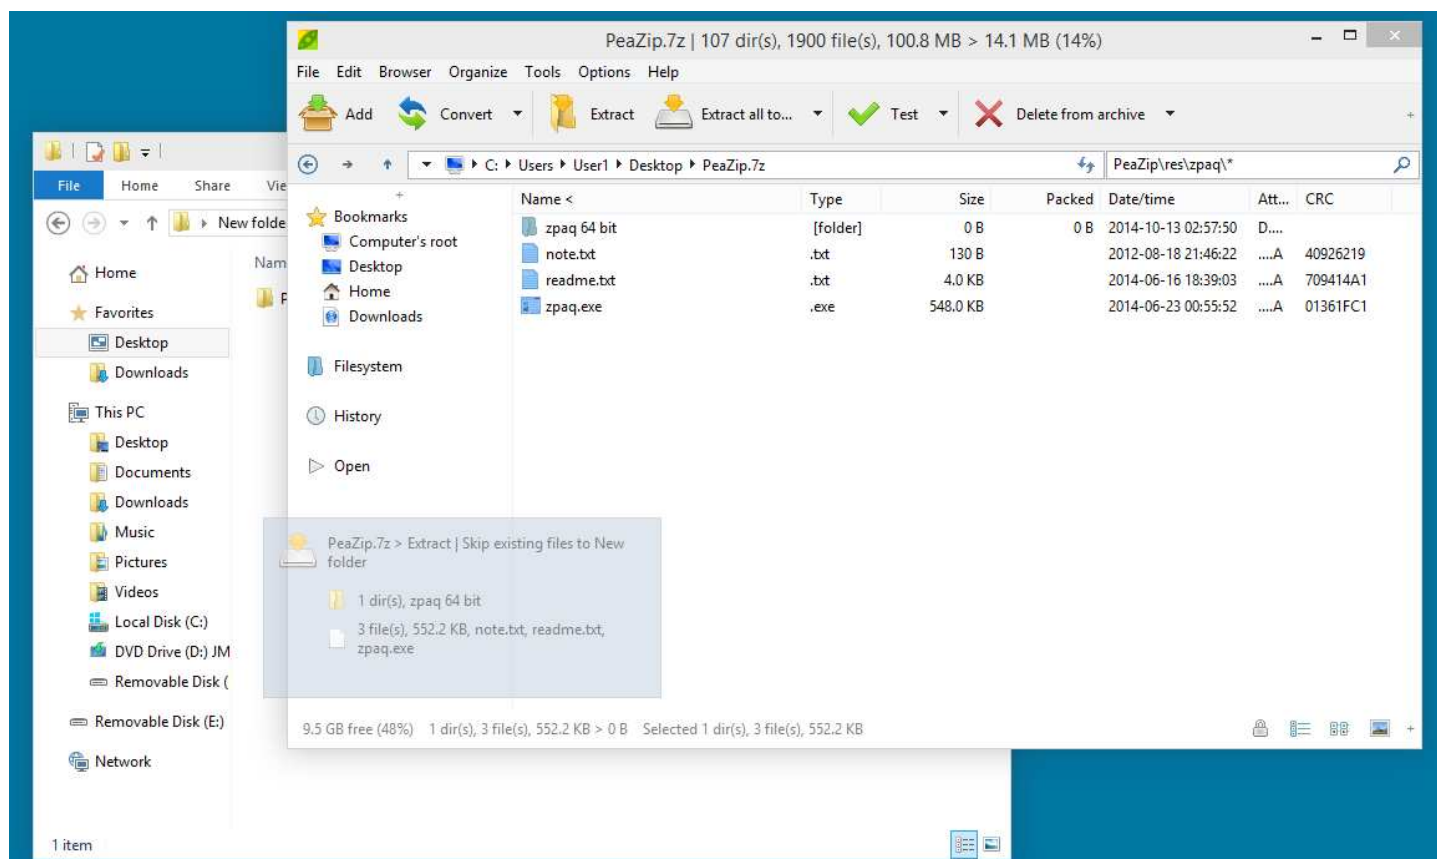 PeaZip.7z | 107 dir(s), 1900 file(s), 100.8 MB > 14.1 MB (14%)
File Edit Browser Organize Tools Options Help
Add Convert Extract Extract all to... Test Delete from archive
C: Users User1 Desktop PeaZip.7z PeaZip\res\zpaq\*
Name < Type Size Packed Date/time Att... CRC
zpaq 64 bit [folder] 0 B 0 B 2014-10-13 02:57:50 D....
note.txt .txt 130 B 2012-08-18 21:46:22 ....A 40926219
readme.txt .txt 4.0 KB 2014-06-16 18:39:03 ....A 709414A1
zpaq.exe .exe 548.0 KB 2014-06-23 00:55:52 ....A 01361FC1
Bookmarks
Computer's root
Desktop
Home
Downloads
Filesystem
History
Open
PeaZip.7z > Extract | Skip existing files to New
folder
1 dir(s), zpaq 64 bit
3 file(s), 552.2 KB, note.txt, readme.txt,
zpaq.exe
9.5 GB free (48%) 1 dir(s), 3 file(s), 552.2 KB > 0 B Selected 1 dir(s), 3 file(s), 552.2 KB
File Home Share Vie
New folde
Nam
P
Home
Favorites
Desktop
Downloads
This PC
Desktop
Documents
Downloads
Music
Pictures
Videos
Local Disk (C:)
DVD Drive (D:) JM
Removable Disk (
Removable Disk (E:)
Network
1 item